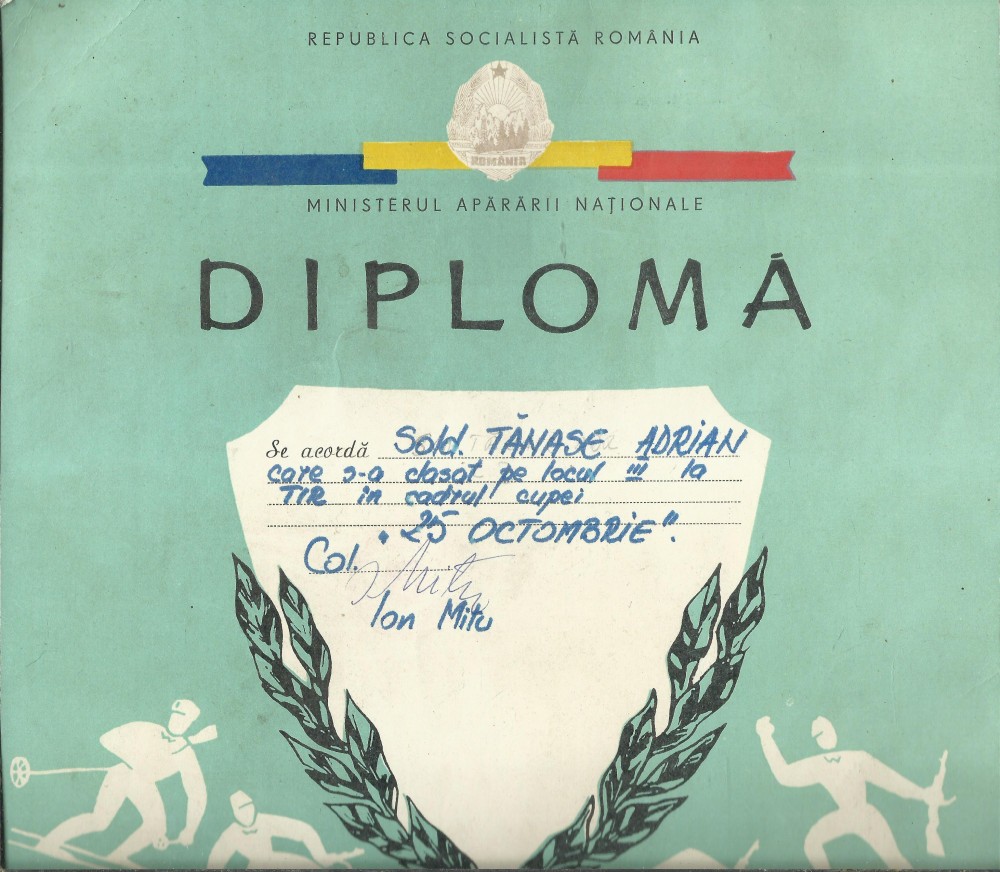 REPUBLICA SOCIALISTĂ ROMÂNIA
ROMÂNIA
MINISTERUL APĂRĂRII NAȚIONALE
DIPLOMĂ
Se acordă Sold. TĂNASE ADRIAN
care s-a clasat pe locul III la
TIR in cadrul cupei
„25 OCTOMBRIE".
Col.
Ion Mitu